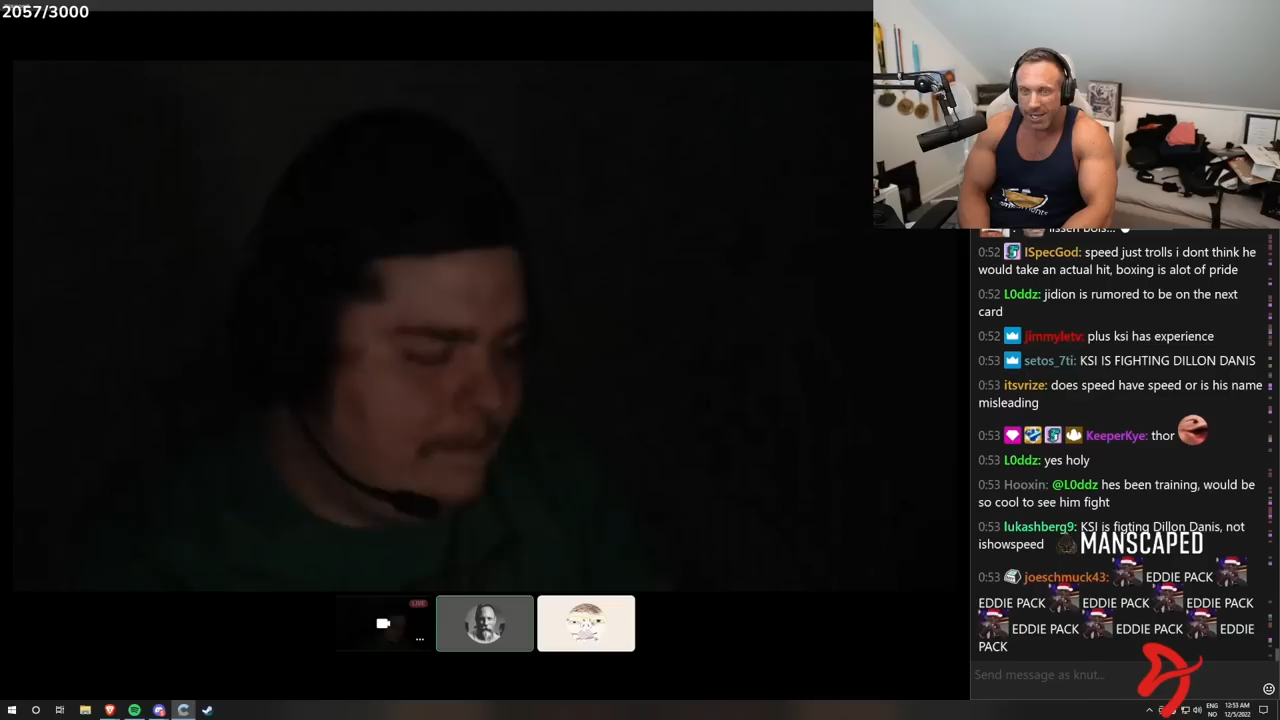 2057/3000
0:52 ISpecGod: speed just trolls i dont think he
would take an actual hit, boxing is alot of pride
0:52 L0ddz: jidion is rumored to be on the next
card
0:52 jimmyletv: plus ksi has experience
0:53 setos_7ti: KSI IS FIGHTING DILLON DANIS
0:53 itsvrize: does speed have speed or is his name
misleading
0:53 KeeperKye: thor
0:53 L0ddz: yes holy
0:53 Hooxin: @L0ddz hes been training, would be
so cool to see him fight
0:53 lukashberg9: KSI is figting Dillon Danis, not
ishowspeed
MANSCAPED
0:53 joeschmuck43: EDDIE PACK
EDDIE PACK EDDIE PACK EDDIE PACK
EDDIE PACK EDDIE PACK EDDIE
PACK
LIVE
Send message as knut...
ENG
NO
12:53 AM
12/5/2022